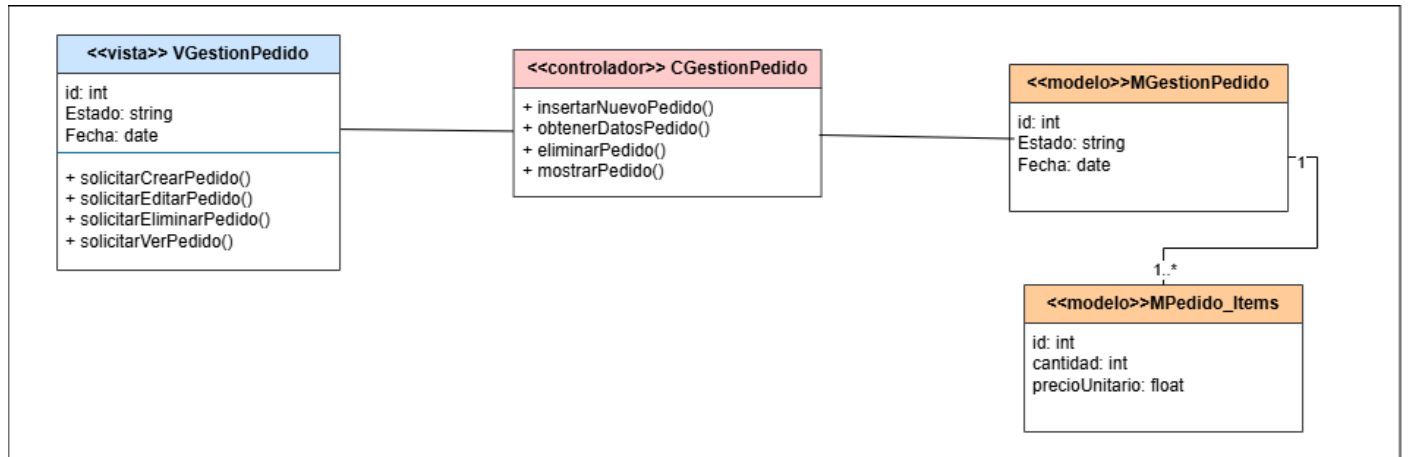 <<vista>> VGestionPedido
id: int
Estado: string
Fecha: date
+ solicitarCrearPedido()
+ solicitarEditarPedido()
+ solicitarEliminarPedido()
+ solicitarVerPedido()
<<controlador>> CGestionPedido
+ insertarNuevoPedido()
+ obtenerDatosPedido()
+ eliminarPedido()
+ mostrarPedido()
<<modelo>>MGestionPedido
id: int
Estado: string
Fecha: date
1
1..*
<<modelo>>MPedido_Items
id: int
cantidad: int
precioUnitario: float